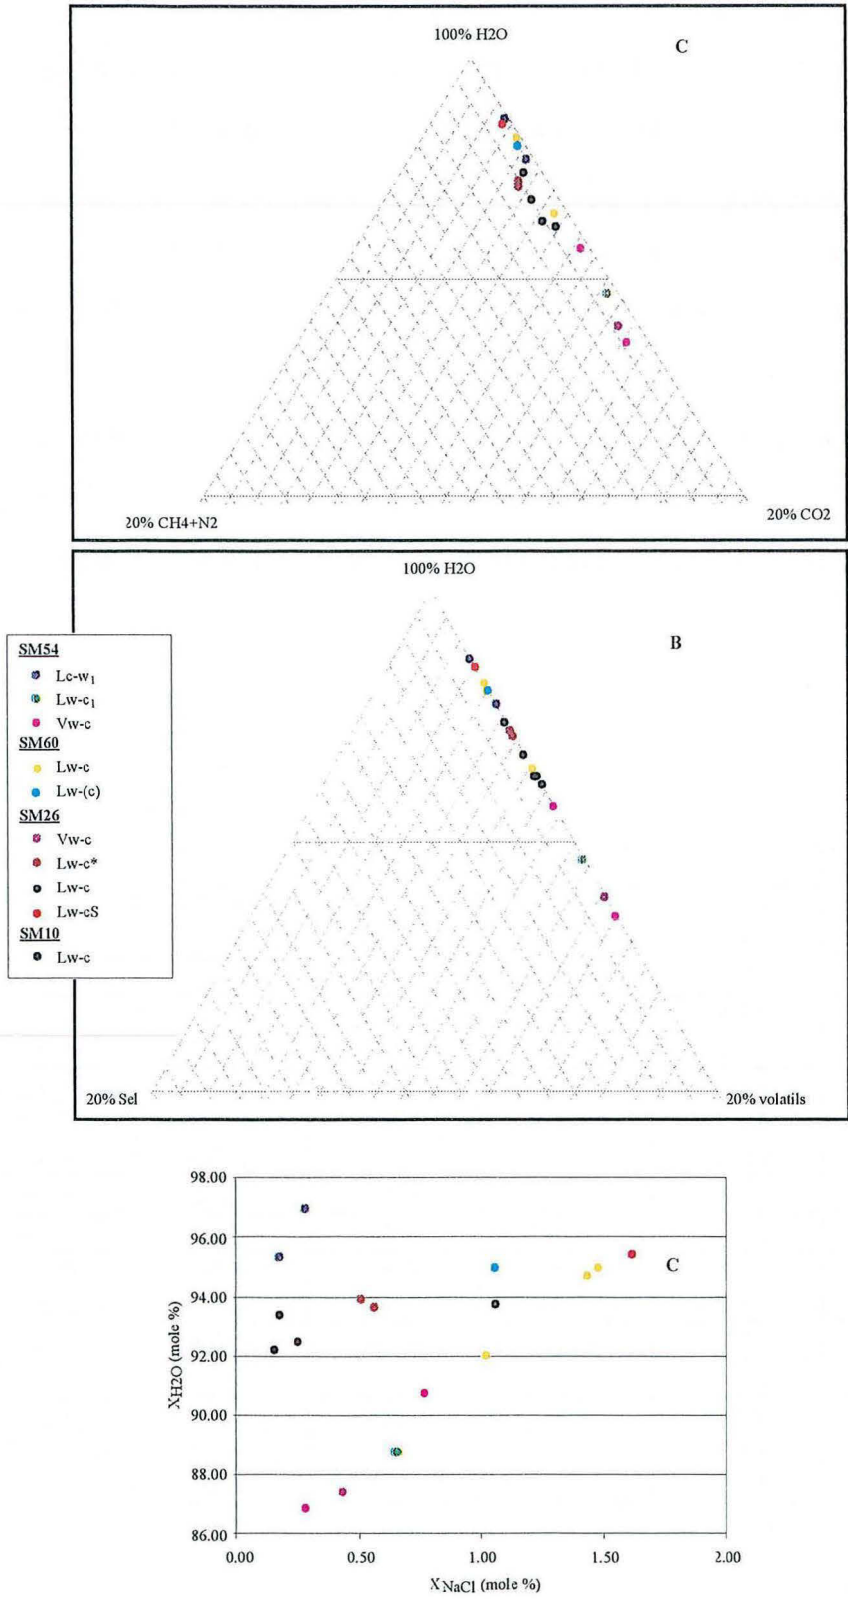 100% H2O
C
20% CH4+N2
20% CO2
100% H2O
B
SM54
Lc-w1
Lw-c1
Vw-c
SM60
Lw-c
Lw-(c)
SM26
Vw-c
Lw-c*
Lw-c
Lw-cS
SM10
Lw-c
20% Sel
20% volatils
98.00
96.00
C
94.00
92.00
90.00
88.00
86.00
XH2O (mole %)
0.00 0.50 1.00 1.50 2.00
XNaCl (mole %)